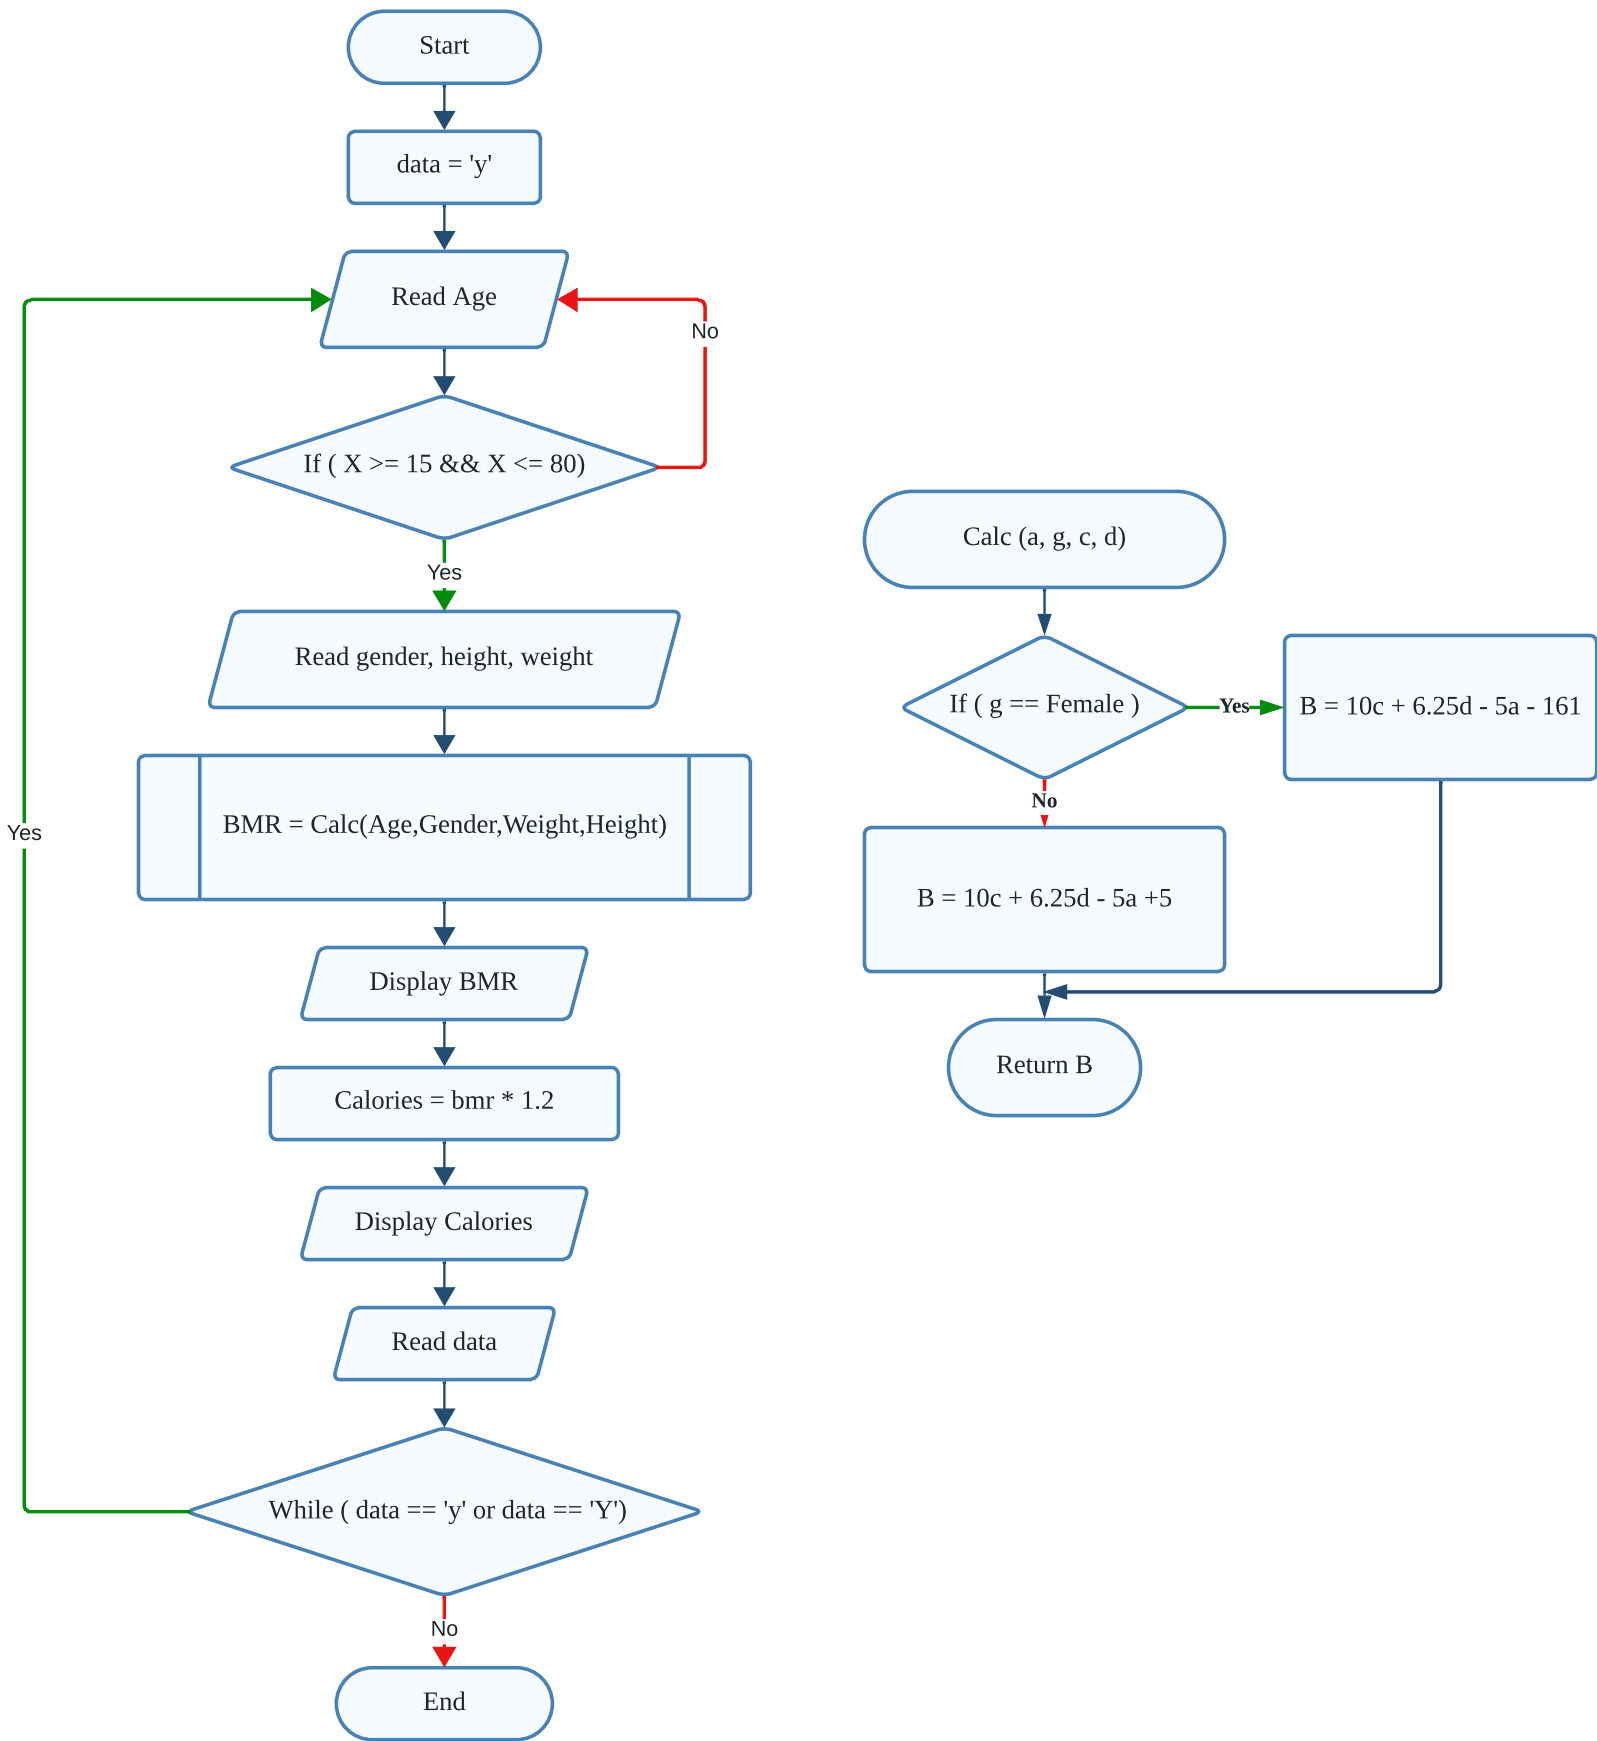 Start
data = 'y'
Read Age
No
If ( X >= 15 && X <= 80)
Yes
Read gender, height, weight
BMR = Calc(Age,Gender,Weight,Height)
Yes
Display BMR
Calories = bmr * 1.2
Display Calories
Read data
While ( data == 'y' or data == 'Y')
No
End
Calc (a, g, c, d)
If ( g == Female )
Yes
B = 10c + 6.25d - 5a - 161
No
B = 10c + 6.25d - 5a +5
Return B